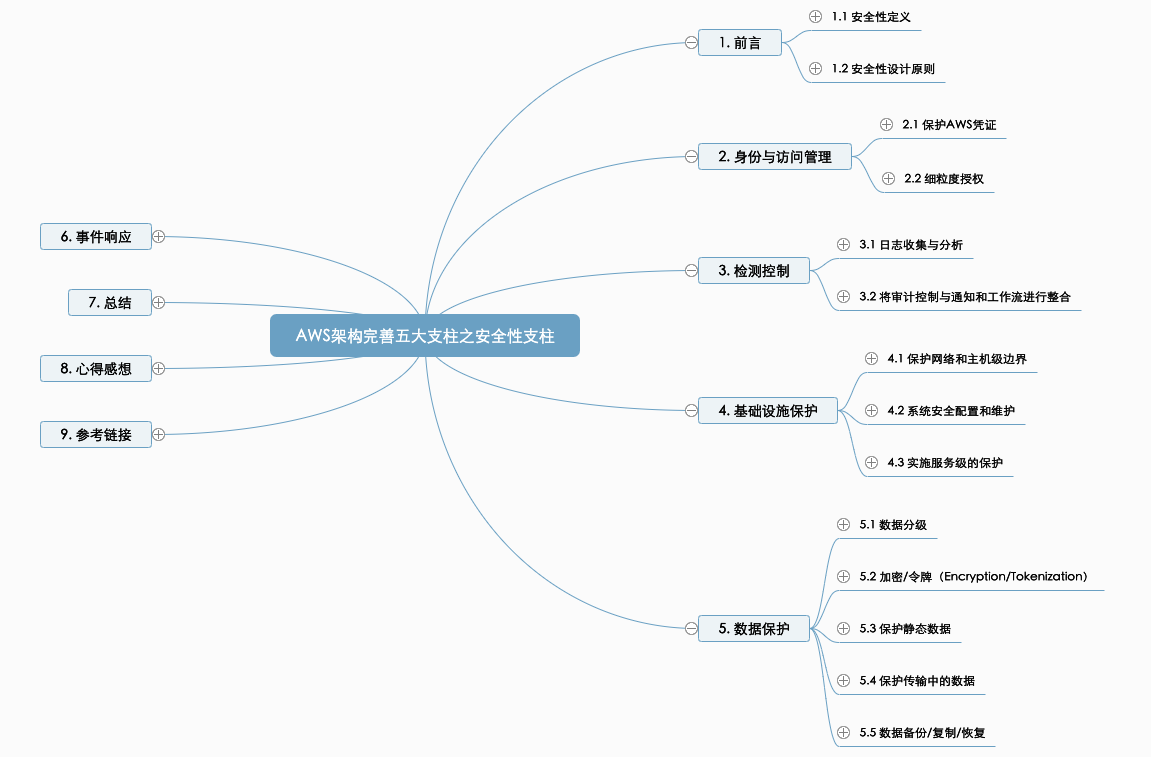 AWS架构完善五大支柱之安全性支柱
1. 前言
1.1 安全性定义
1.2 安全性设计原则
2. 身份与访问管理
2.1 保护AWS凭证
2.2 细粒度授权
3. 检测控制
3.1 日志收集与分析
3.2 将审计控制与通知和工作流进行整合
4. 基础设施保护
4.1 保护网络和主机级边界
4.2 系统安全配置和维护
4.3 实施服务级的保护
5. 数据保护
5.1 数据分级
5.2 加密/令牌（Encryption/Tokenization）
5.3 保护静态数据
5.4 保护传输中的数据
5.5 数据备份/复制/恢复
6. 事件响应
7. 总结
8. 心得感想
9. 参考链接